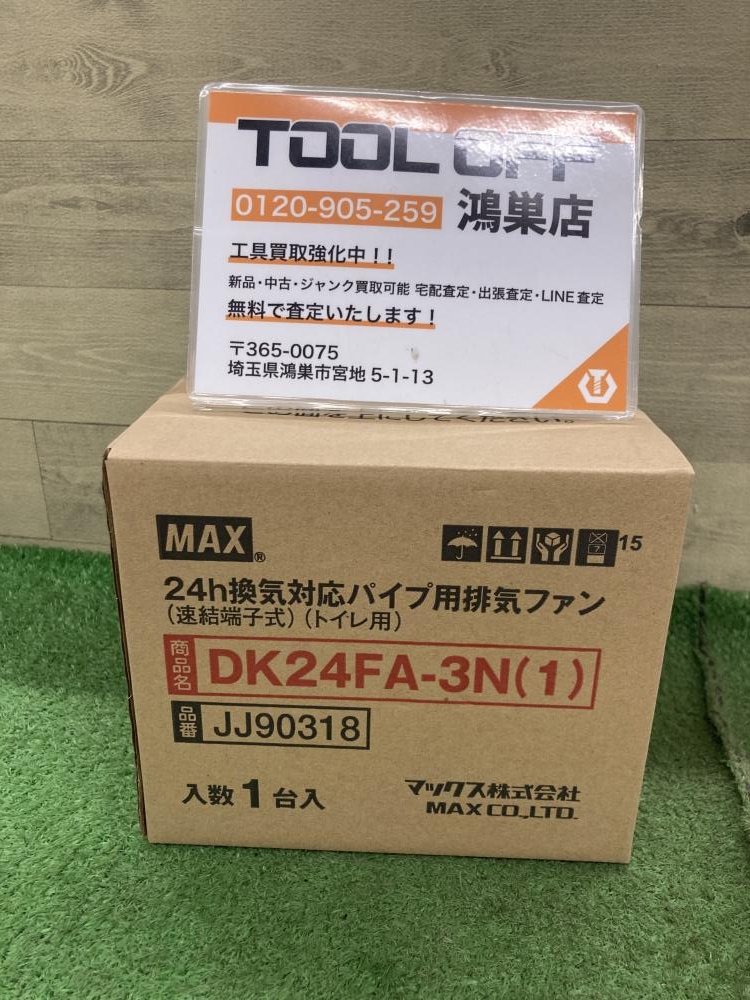 TOOL OFF
0120-905-259 鴻巣店
工具買取強化中!!
新品・中古・ジャンク買取可能 宅配査定・出張査定・LINE査定
無料で査定いたします!
〒365-0075
埼玉県鴻巣市宮地 5-1-13
MAX®
15
24h換気対応パイプ用排気ファン
(速結端子式)(トイレ用)
商品名 DK24FA-3N(1)
品番 JJ90318
入数1台入
マックス株式会社
MAX CO.,LTD.